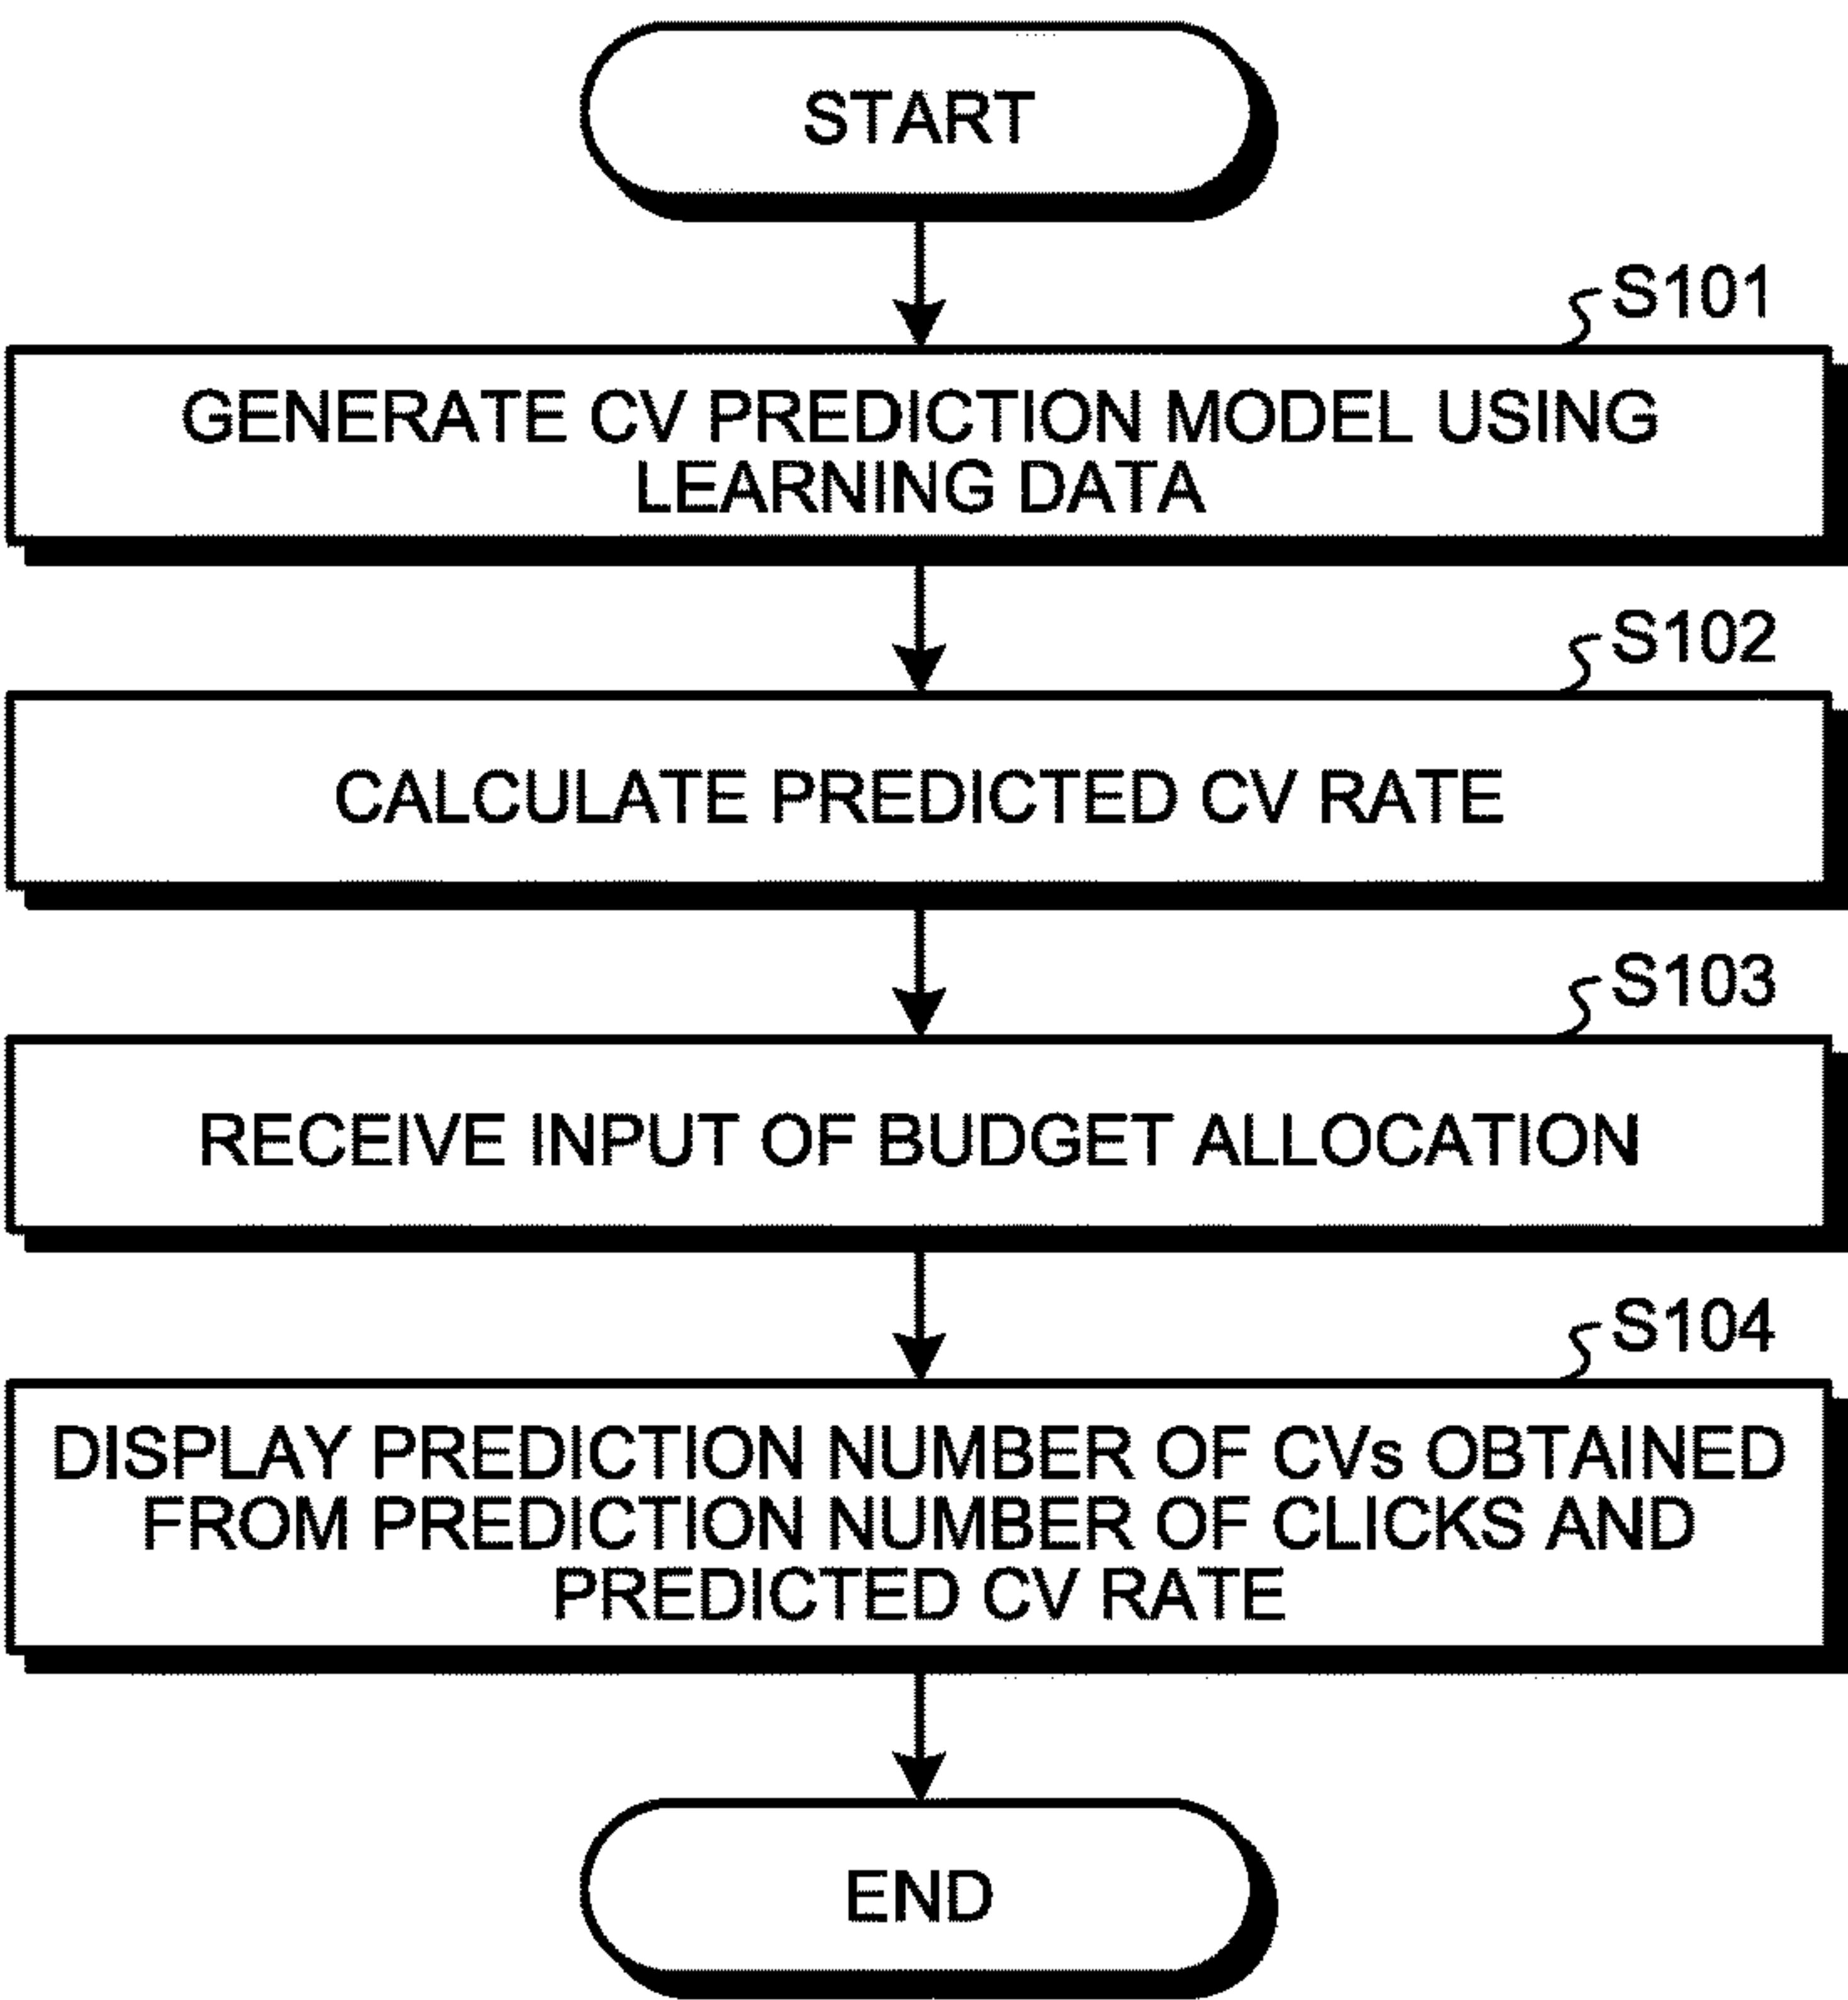 START
S101
GENERATE CV PREDICTION MODEL USING
LEARNING DATA
S102
CALCULATE PREDICTED CV RATE
S103
RECEIVE INPUT OF BUDGET ALLOCATION
S104
DISPLAY PREDICTION NUMBER OF CVs OBTAINED
FROM PREDICTION NUMBER OF CLICKS AND
PREDICTED CV RATE
END